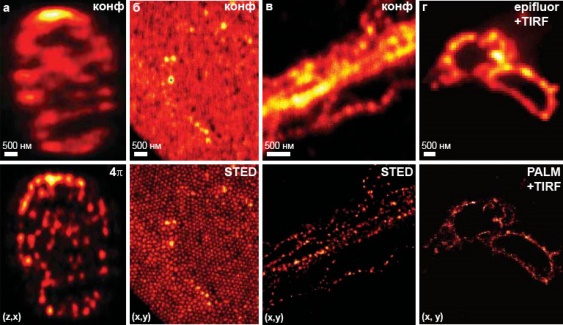 а конф
500 нм
б конф
500 нм
в конф
500 нм
г epifluor
+TIRF
500 нм
4π
(z,x)
STED
(x,y)
STED
(x,y)
PALM
+TIRF
(x, y)